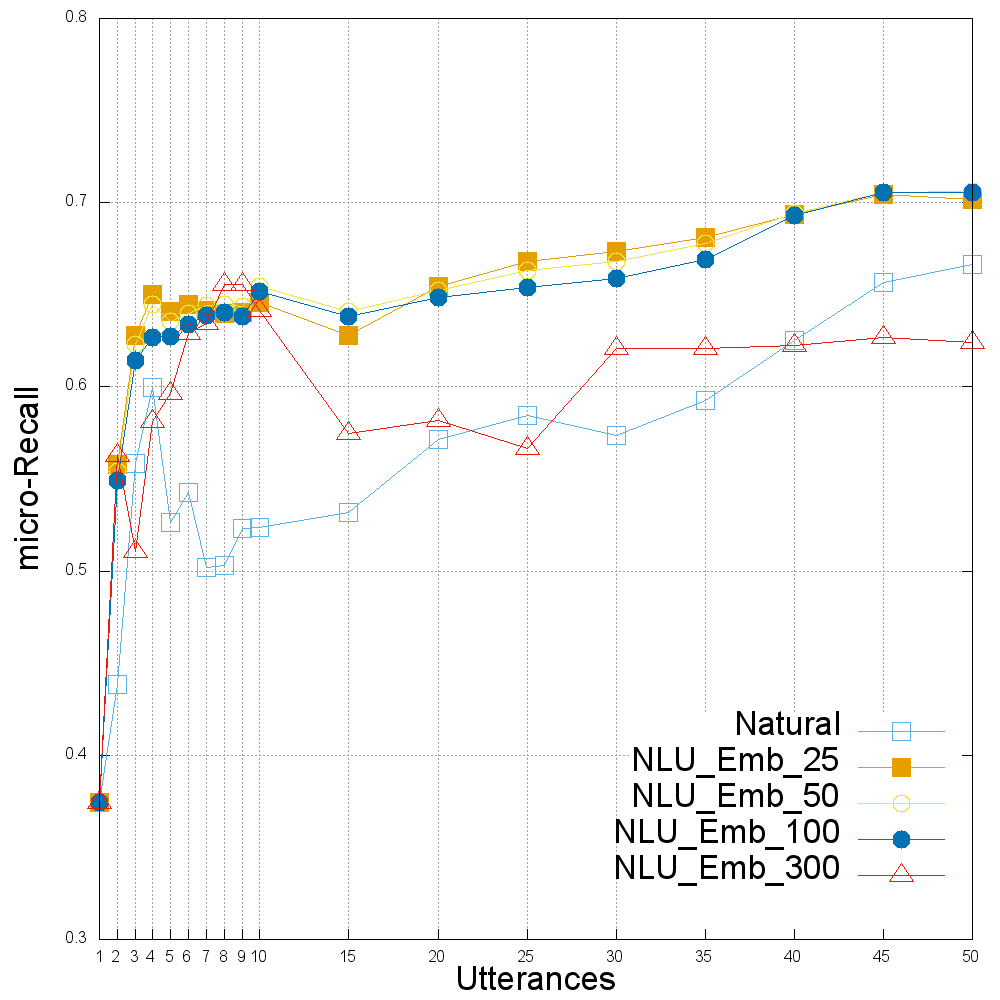 0.8
0.7
0.6
0.5
0.4
0.3
micro-Recall
Natural
NLU_Emb_25
NLU_Emb_50
NLU_Emb_100
NLU_Emb_300
1 2 3 4 5 6 7 8 9 10 15 20 25 30 35 40 45 50
Utterances